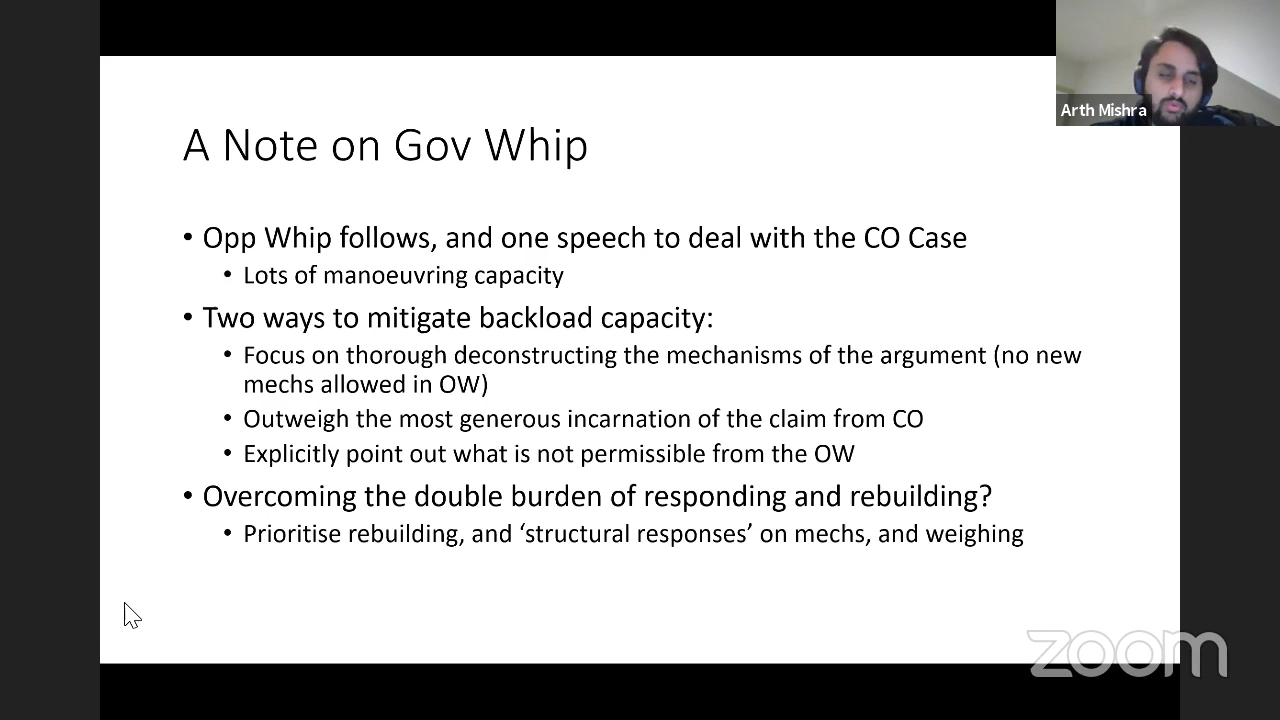 Arth Mishra
A Note on Gov Whip
• Opp Whip follows, and one speech to deal with the CO Case
• Lots of manoeuvring capacity
• Two ways to mitigate backload capacity:
• Focus on thorough deconstructing the mechanisms of the argument (no new
mechs allowed in OW)
• Outweigh the most generous incarnation of the claim from CO
• Explicitly point out what is not permissible from the OW
• Overcoming the double burden of responding and rebuilding?
• Prioritise rebuilding, and ‘structural responses’ on mechs, and weighing
zoom